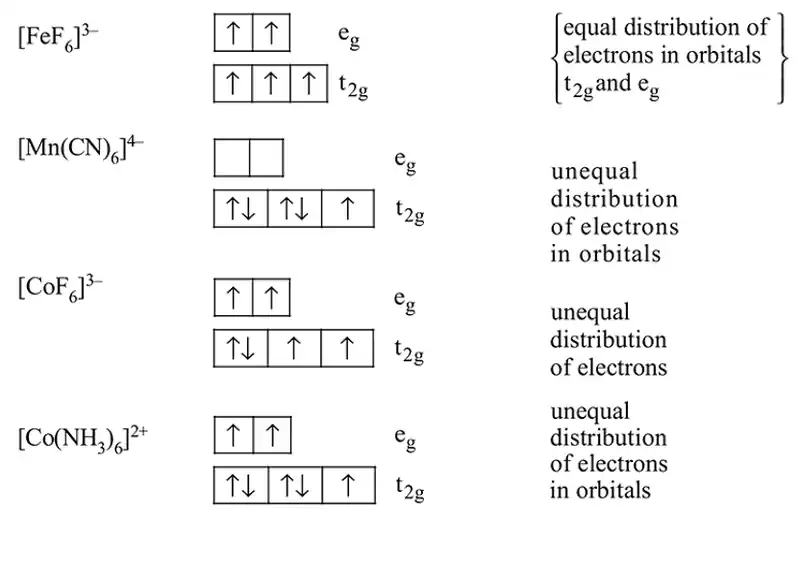 [FeF6]3– ↑ ↑ eg
↑ ↑ ↑ t2g
equal distribution of
electrons in orbitals
t2g and eg
[Mn(CN)6]4– eg
↑↓ ↑↓ ↑ t2g
unequal
distribution
of electrons
in orbitals
[CoF6]3– ↑ ↑ eg
↑↓ ↑ ↑ t2g
unequal
distribution
of electrons
[Co(NH3)6]2+ ↑ ↑ eg
↑↓ ↑↓ ↑ t2g
unequal
distribution
of electrons
in orbitals